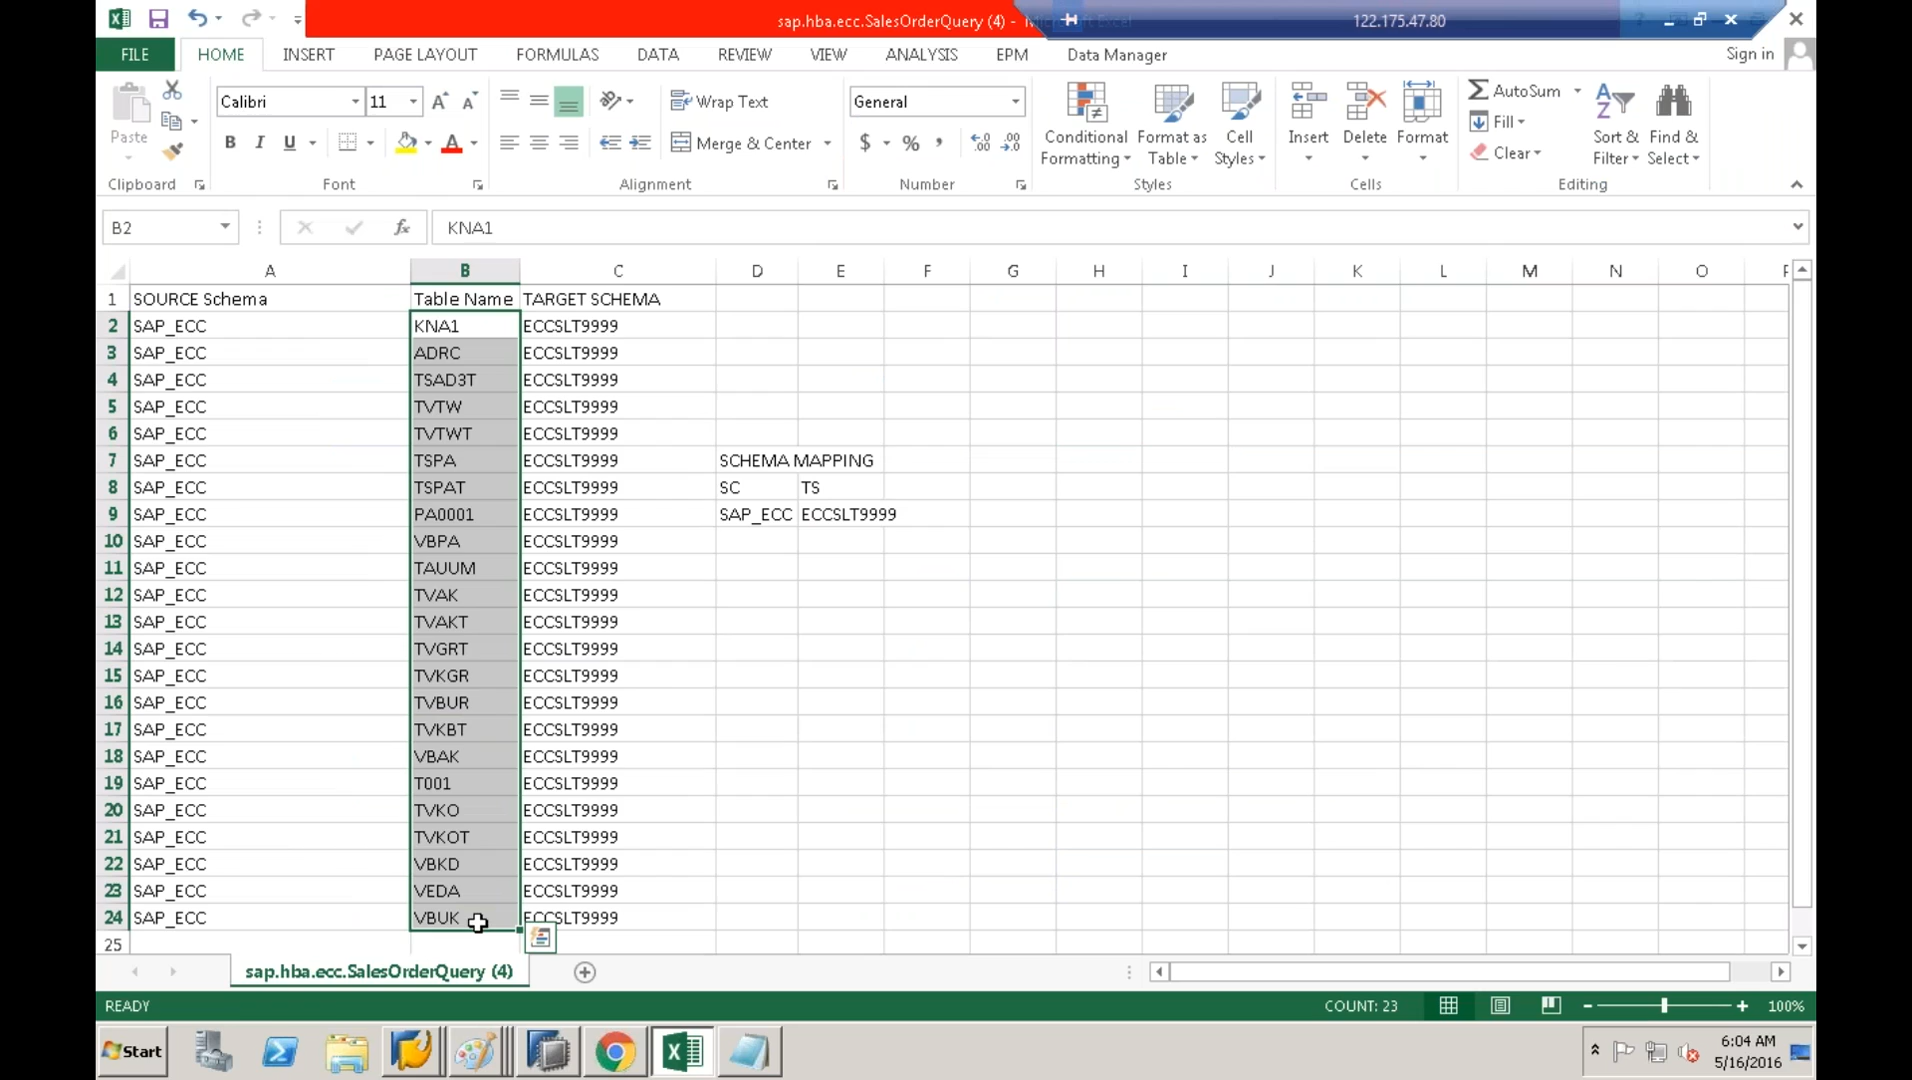 sap.hba.ecc.SalesOrderQuery (4) -
122.175.47.80
FILE HOME INSERT PAGE LAYOUT FORMULAS DATA REVIEW VIEW ANALYSIS EPM Data Manager Sign in
Paste
Calibri 11
B I U
Wrap Text
Merge & Center
General
$ % ,
Conditional Formatting
Format as Table
Cell Styles
Insert
Delete
Format
AutoSum
Fill
Clear
Sort & Filter
Find & Select
Clipboard Font Alignment Number Styles Cells Editing
B2 fx KNA1
A B C D E F G H I J K L M N O
1 SOURCE Schema Table Name TARGET SCHEMA
2 SAP_ECC KNA1 ECCSLT9999
3 SAP_ECC ADRC ECCSLT9999
4 SAP_ECC TSAD3T ECCSLT9999
5 SAP_ECC TVTW ECCSLT9999
6 SAP_ECC TVTWT ECCSLT9999
7 SAP_ECC TSPA ECCSLT9999 SCHEMA MAPPING
8 SAP_ECC TSPAT ECCSLT9999 SC TS
9 SAP_ECC PA0001 ECCSLT9999 SAP_ECC ECCSLT9999
10 SAP_ECC VBPA ECCSLT9999
11 SAP_ECC TAUUM ECCSLT9999
12 SAP_ECC TVAK ECCSLT9999
13 SAP_ECC TVAKT ECCSLT9999
14 SAP_ECC TVGRT ECCSLT9999
15 SAP_ECC TVKGR ECCSLT9999
16 SAP_ECC TVBUR ECCSLT9999
17 SAP_ECC TVKBT ECCSLT9999
18 SAP_ECC VBAK ECCSLT9999
19 SAP_ECC T001 ECCSLT9999
20 SAP_ECC TVKO ECCSLT9999
21 SAP_ECC TVKOT ECCSLT9999
22 SAP_ECC VBKD ECCSLT9999
23 SAP_ECC VEDA ECCSLT9999
24 SAP_ECC VBUK ECCSLT9999
25
sap.hba.ecc.SalesOrderQuery (4)
READY COUNT: 23 100%
Start 6:04 AM
5/16/2016